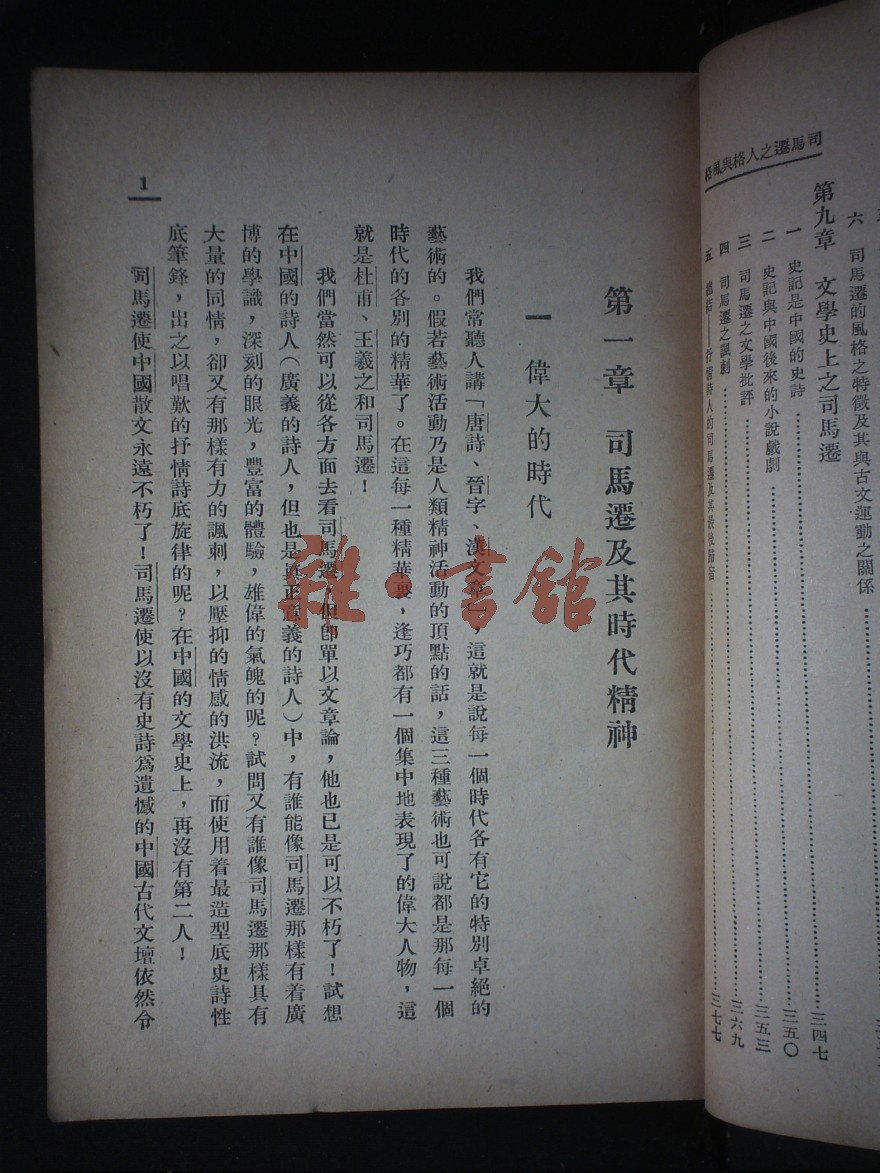 司馬遷之人格與風格
六　司馬遷的風格之特徵及其與古文運動之關係
第九章　文學史上之司馬遷……三四七
一　史記是中國的史詩……三五〇
二　史記與中國後來的小說戲劇……三五三
三　司馬遷之文學批評……三六九
四　司馬遷之諷刺……三七七
五　　　——抒情詩人的司馬遷及其最後歸宿
第一章　司馬遷及其時代精神
一　偉大的時代
我們常聽人講「唐詩、晉字、漢文章」，這就是說每一個時代各有它的特別卓絕的
藝術的。假若藝術活動乃是人類精神活動的頂點的話，這三種藝術也可說都是那每一個
時代的各別的精華了。在這每一種精華裏，逢巧都有一個集中地表現了的偉大人物，這
就是杜甫、王羲之和司馬遷！
我們當然可以從各方面去看司馬遷，但卽單以文章論，他也已是可以不朽了！試想
在中國的詩人（廣義的詩人，但也是眞正意義的詩人）中，有誰能像司馬遷那樣有着廣
博的學識，深刻的眼光，豐富的體驗，雄偉的氣魄的呢？試問又有誰像司馬遷那樣具有
大量的同情，卻又有那樣有力的諷刺，以壓抑的情感的洪流，而使用着最造型底史詩性
底筆鋒，出之以唱歎的抒情詩底旋律的呢？在中國的文學史上，再沒有第二人！
司馬遷使中國散文永遠不朽了！司馬遷使以沒有史詩爲遺憾的中國古代文壇依然令
1
雜·書館